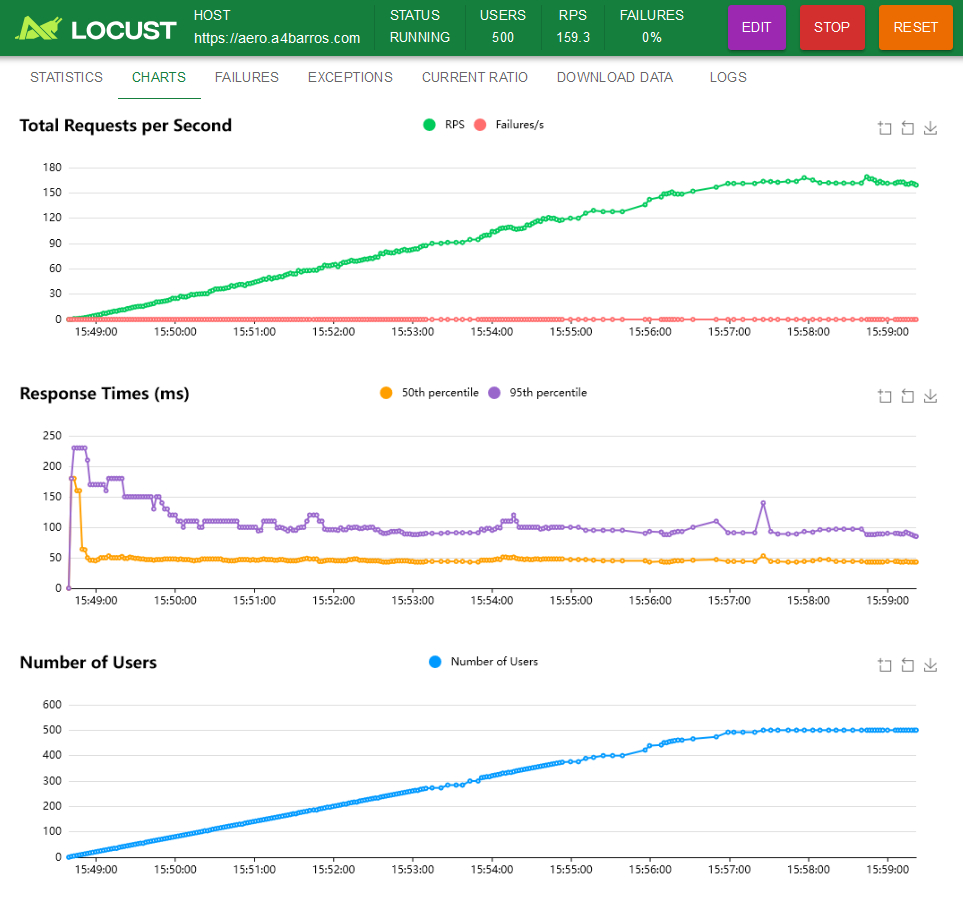 LOCUST
HOST
https://aero.a4barros.com
STATUS
RUNNING
USERS
500
RPS
159.3
FAILURES
0%
EDIT
STOP
RESET
STATISTICS CHARTS FAILURES EXCEPTIONS CURRENT RATIO DOWNLOAD DATA LOGS
Total Requests per Second
RPS Failures/s
180
150
120
90
60
30
0
15:49:00 15:50:00 15:51:00 15:52:00 15:53:00 15:54:00 15:55:00 15:56:00 15:57:00 15:58:00 15:59:00
Response Times (ms)
50th percentile 95th percentile
250
200
150
100
50
0
15:49:00 15:50:00 15:51:00 15:52:00 15:53:00 15:54:00 15:55:00 15:56:00 15:57:00 15:58:00 15:59:00
Number of Users
Number of Users
600
500
400
300
200
100
0
15:49:00 15:50:00 15:51:00 15:52:00 15:53:00 15:54:00 15:55:00 15:56:00 15:57:00 15:58:00 15:59:00